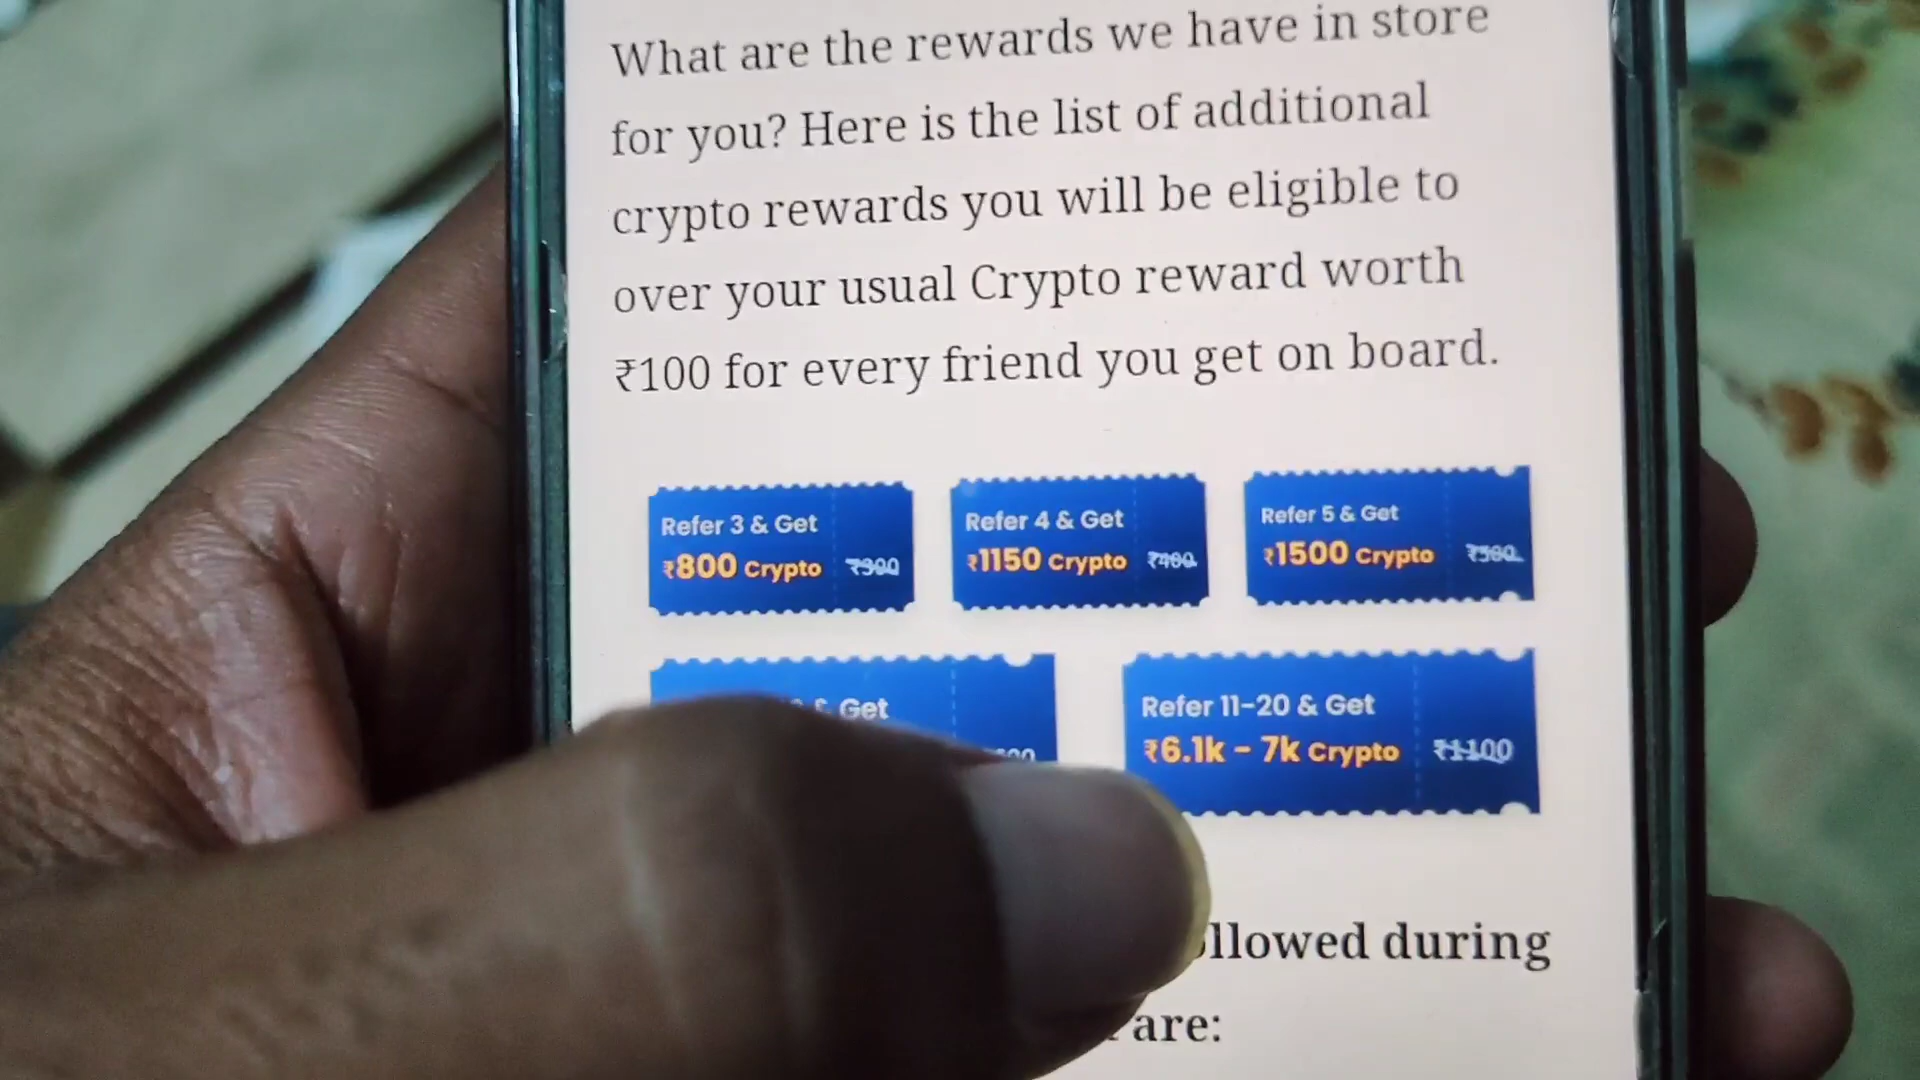 What are the rewards we have in store
for you? Here is the list of additional
crypto rewards you will be eligible to
over your usual Crypto reward worth
₹100 for every friend you get on board.
Refer 3 & Get
₹800 Crypto ₹300
Refer 4 & Get
₹1150 Crypto ₹400
Refer 5 & Get
₹1500 Crypto ₹500
& Get
Refer 11-20 & Get
₹6.1k - 7k Crypto ₹1100
during
are: